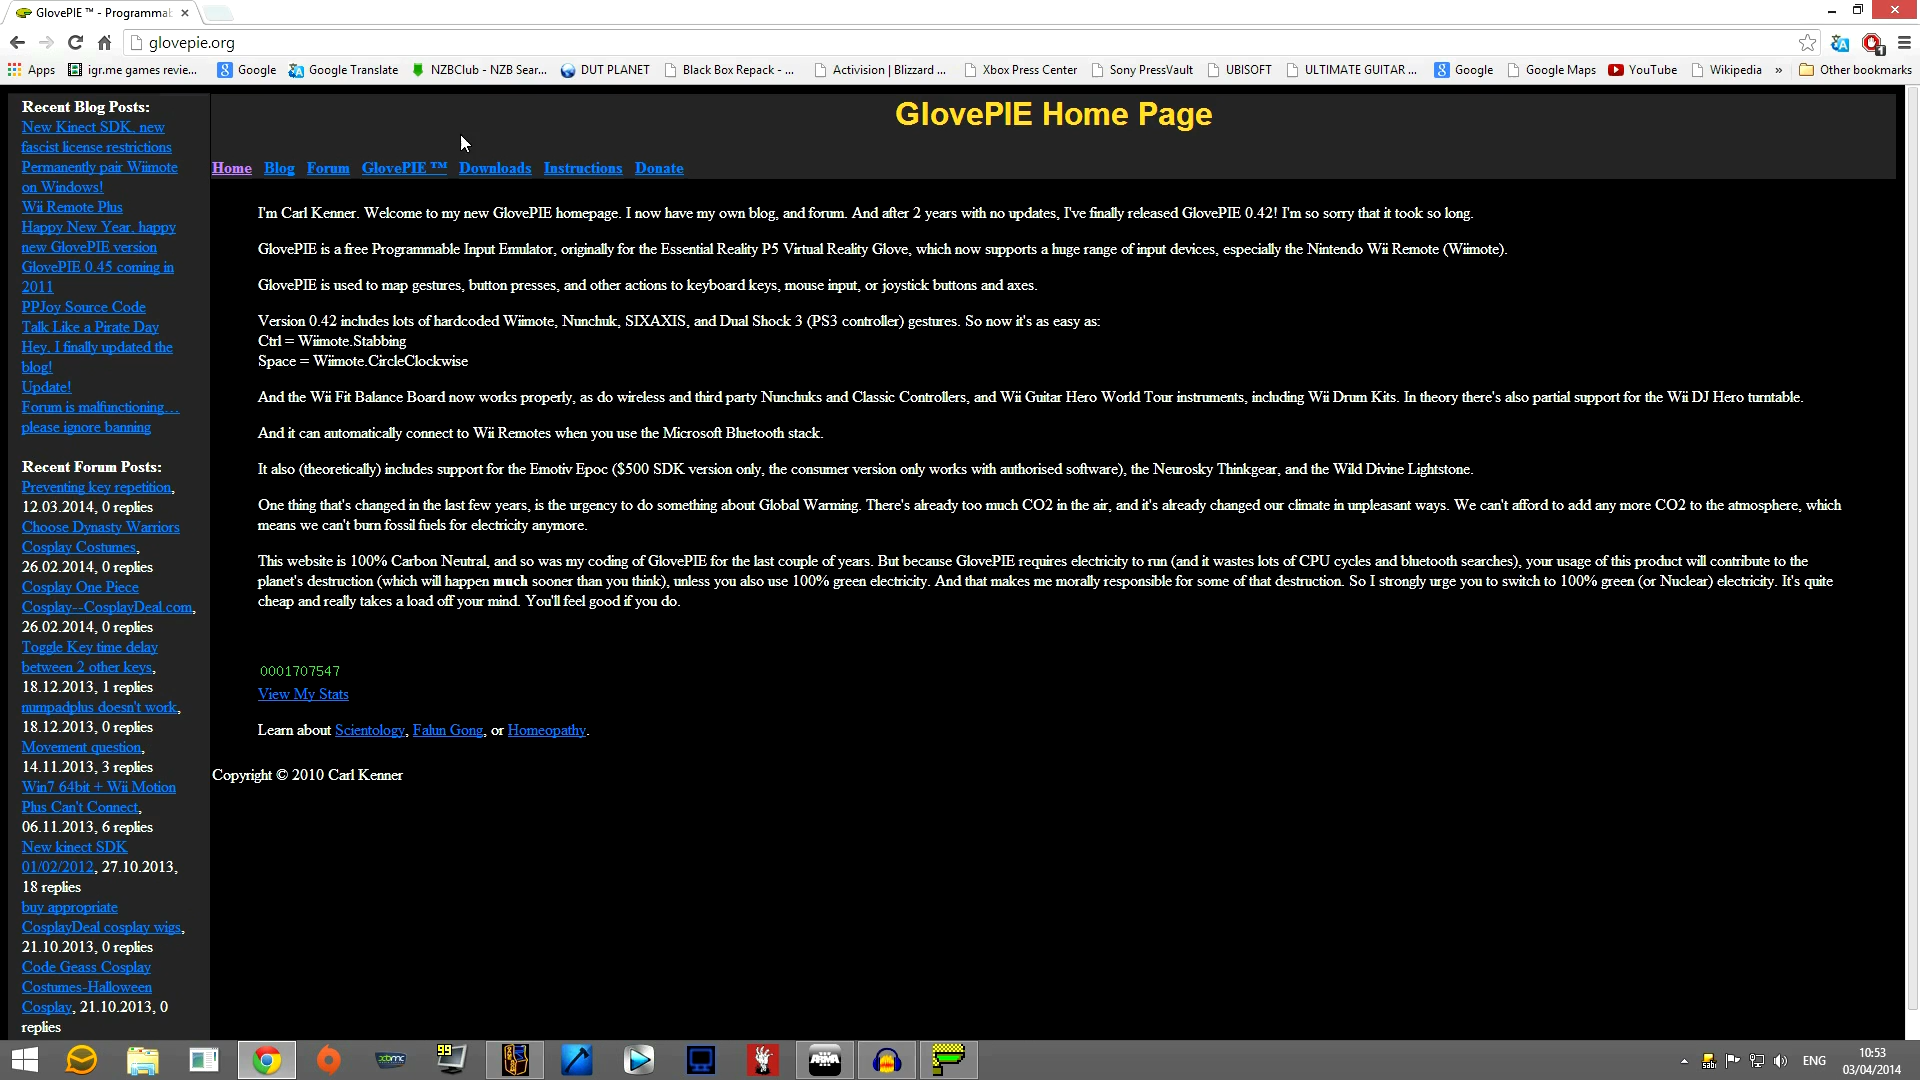 GlovePIE ™ - Programmab
glovepie.org
Apps
igr.me games revie...
Google
Google Translate
NZBClub - NZB Sear...
DUT PLANET
Black Box Repack - ...
Activision | Blizzard ...
Xbox Press Center
Sony PressVault
UBISOFT
ULTIMATE GUITAR ...
Google
Google Maps
YouTube
Wikipedia
»
Other bookmarks
Recent Blog Posts:
New Kinect SDK, new
fascist license restrictions
Permanently pair Wiimote
on Windows!
Wii Remote Plus
Happy New Year, happy
new GlovePIE version
GlovePIE 0.45 coming in
2011
PPJoy Source Code
Talk Like a Pirate Day
Hey, I finally updated the
blog!
Update!
Forum is malfunctioning…
please ignore banning
Recent Forum Posts:
Preventing key repetition,
12.03.2014, 0 replies
Choose Dynasty Warriors
Cosplay Costumes,
26.02.2014, 0 replies
Cosplay One Piece
Cosplay--CosplayDeal.com,
26.02.2014, 0 replies
Toggle Key time delay
between 2 other keys,
18.12.2013, 1 replies
numpadplus doesn't work,
18.12.2013, 0 replies
Movement question,
14.11.2013, 3 replies
Win7 64bit + Wii Motion
Plus Can't Connect,
06.11.2013, 6 replies
New kinect SDK
01/02/2012, 27.10.2013,
18 replies
buy appropriate
CosplayDeal cosplay wigs,
21.10.2013, 0 replies
Code Geass Cosplay
Costumes-Halloween
Cosplay, 21.10.2013, 0
replies
GlovePIE Home Page
Home Blog Forum GlovePIE ™ Downloads Instructions Donate
I'm Carl Kenner. Welcome to my new GlovePIE homepage. I now have my own blog, and forum. And after 2 years with no updates, I've finally released GlovePIE 0.42! I'm so sorry that it took so long.
GlovePIE is a free Programmable Input Emulator, originally for the Essential Reality P5 Virtual Reality Glove, which now supports a huge range of input devices, especially the Nintendo Wii Remote (Wiimote).
GlovePIE is used to map gestures, button presses, and other actions to keyboard keys, mouse input, or joystick buttons and axes.
Version 0.42 includes lots of hardcoded Wiimote, Nunchuk, SIXAXIS, and Dual Shock 3 (PS3 controller) gestures. So now it's as easy as:
Ctrl = Wiimote.Stabbing
Space = Wiimote.CircleClockwise
And the Wii Fit Balance Board now works properly, as do wireless and third party Nunchuks and Classic Controllers, and Wii Guitar Hero World Tour instruments, including Wii Drum Kits. In theory there's also partial support for the Wii DJ Hero turntable.
And it can automatically connect to Wii Remotes when you use the Microsoft Bluetooth stack.
It also (theoretically) includes support for the Emotiv Epoc ($500 SDK version only, the consumer version only works with authorised software), the Neurosky Thinkgear, and the Wild Divine Lightstone.
One thing that's changed in the last few years, is the urgency to do something about Global Warming. There's already too much CO2 in the air, and it's already changed our climate in unpleasant ways. We can't afford to add any more CO2 to the atmosphere, which
means we can't burn fossil fuels for electricity anymore.
This website is 100% Carbon Neutral, and so was my coding of GlovePIE for the last couple of years. But because GlovePIE requires electricity to run (and it wastes lots of CPU cycles and bluetooth searches), your usage of this product will contribute to the
planet's destruction (which will happen much sooner than you think), unless you also use 100% green electricity. And that makes me morally responsible for some of that destruction. So I strongly urge you to switch to 100% green (or Nuclear) electricity. It's quite
cheap and really takes a load off your mind. You'll feel good if you do.
0001707547
View My Stats
Learn about Scientology, Falun Gong, or Homeopathy.
Copyright © 2010 Carl Kenner
xbmc
99
ARMA
sab
ENG
10:53
03/04/2014